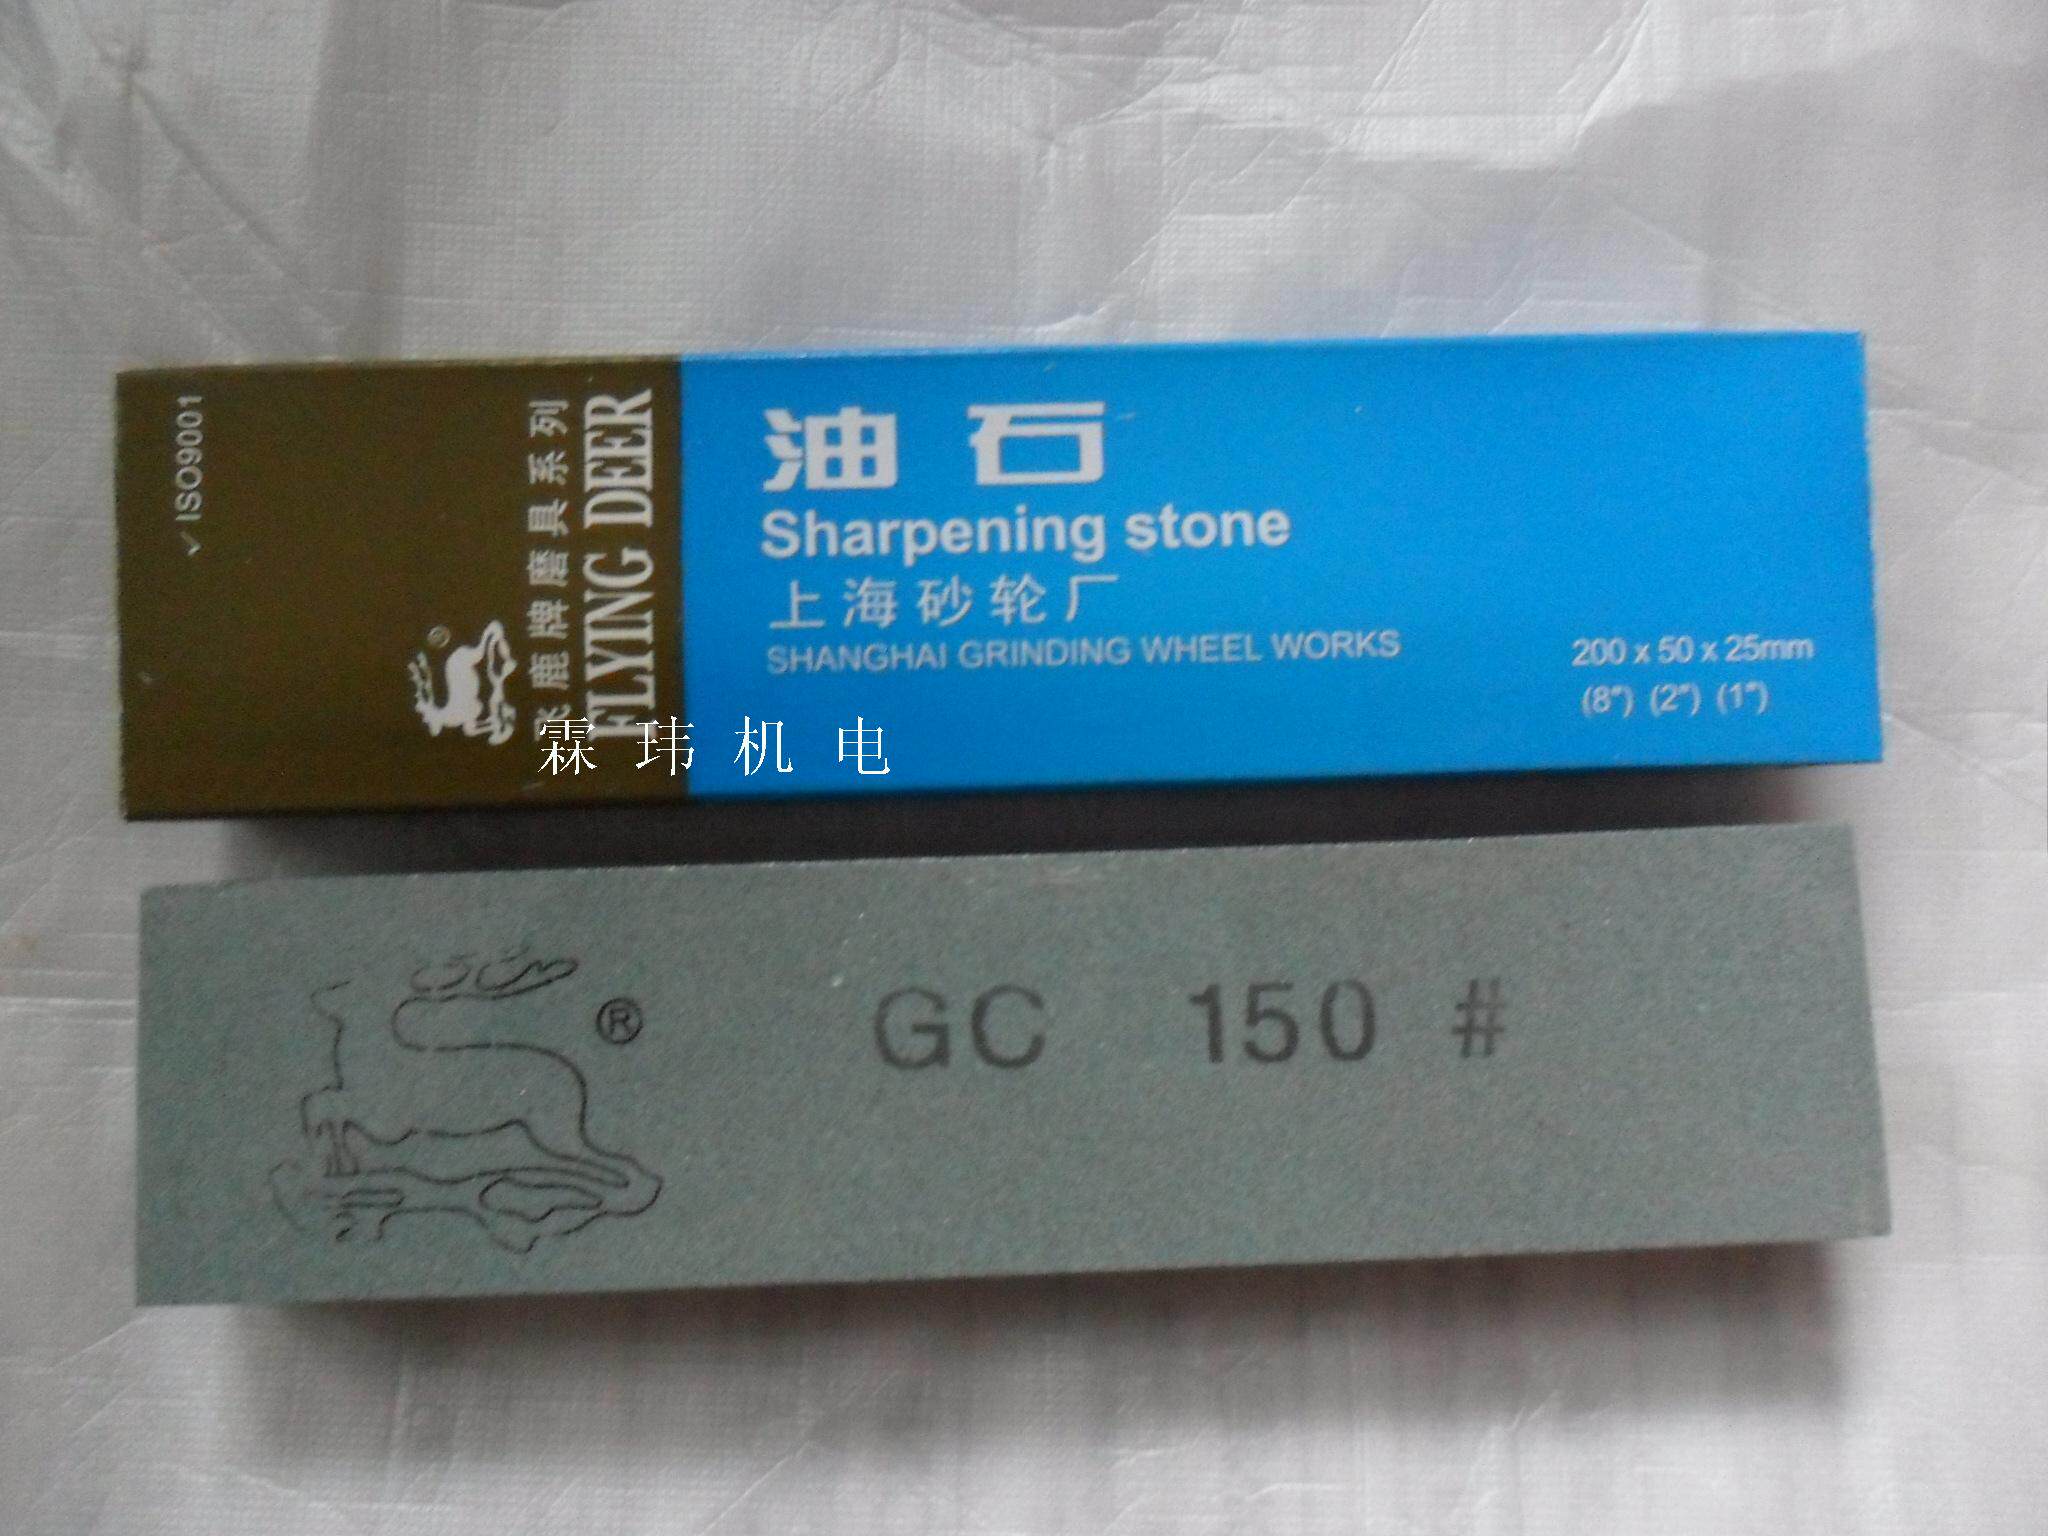 ✓ ISO9001
®
飞鹿牌磨具系列
FLYING DEER
油石
Sharpening stone
上海砂轮厂
SHANGHAI GRINDING WHEEL WORKS
200 x 50 x 25mm
(8") (2") (1")
霖玮机电
®
GC 150 #